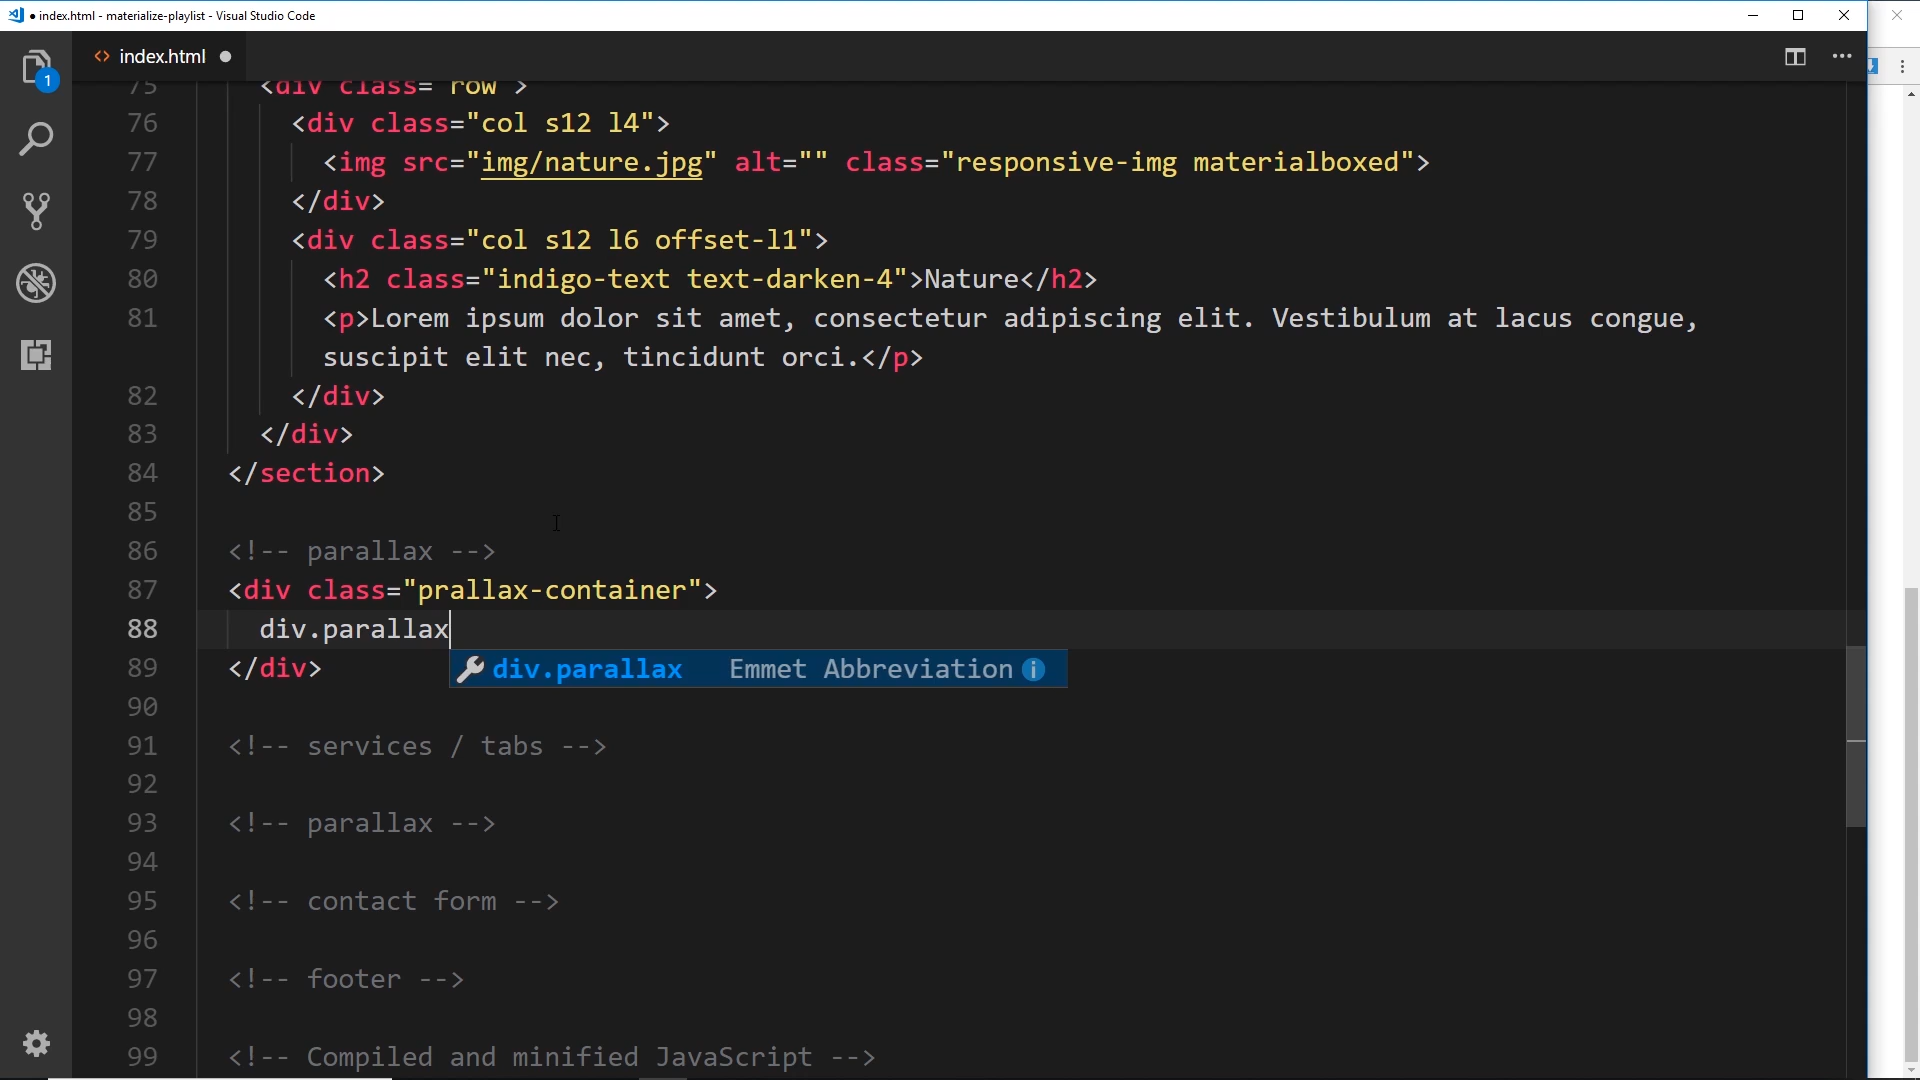 index.html - materialize-playlist - Visual Studio Code
index.html
1
75 <div class="row">
76 <div class="col s12 l4">
77 <img src="img/nature.jpg" alt="" class="responsive-img materialboxed">
78 </div>
79 <div class="col s12 l6 offset-l1">
80 <h2 class="indigo-text text-darken-4">Nature</h2>
81 <p>Lorem ipsum dolor sit amet, consectetur adipiscing elit. Vestibulum at lacus congue,
suscipit elit nec, tincidunt orci.</p>
82 </div>
83 </div>
84 </section>
85
86 <!-- parallax -->
87 <div class="prallax-container">
88 div.parallax
89 </div>
div.parallax Emmet Abbreviation
90
91 <!-- services / tabs -->
92
93 <!-- parallax -->
94
95 <!-- contact form -->
96
97 <!-- footer -->
98
99 <!-- Compiled and minified JavaScript -->